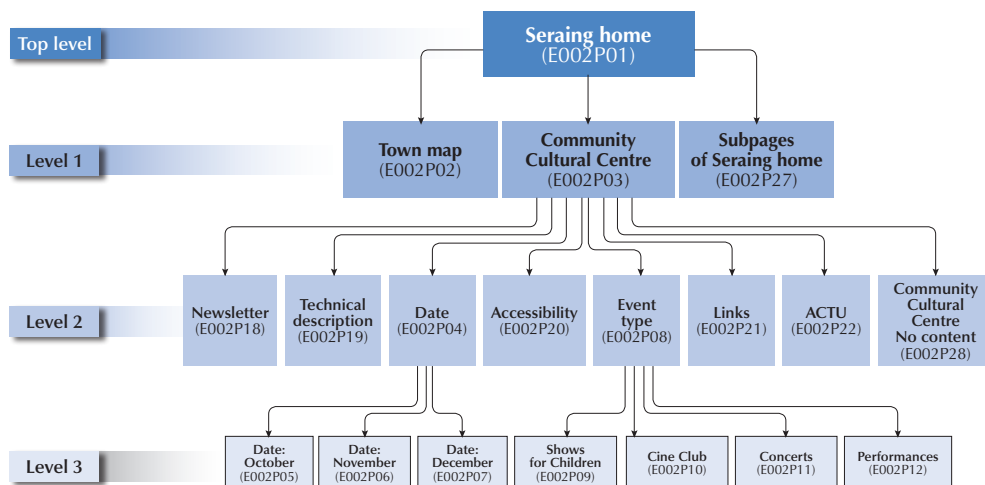 Top level
Seraing home
(E002P01)
Level 1
Town map
(E002P02)
Community
Cultural Centre
(E002P03)
Subpages
of Seraing home
(E002P27)
Level 2
Newsletter
(E002P18)
Technical
description
(E002P19)
Date
(E002P04)
Accessibility
(E002P20)
Event
type
(E002P08)
Links
(E002P21)
ACTU
(E002P22)
Community
Cultural
Centre
No content
(E002P28)
Level 3
Date:
October
(E002P05)
Date:
November
(E002P06)
Date:
December
(E002P07)
Shows
for Children
(E002P09)
Cine Club
(E002P10)
Concerts
(E002P11)
Performances
(E002P12)